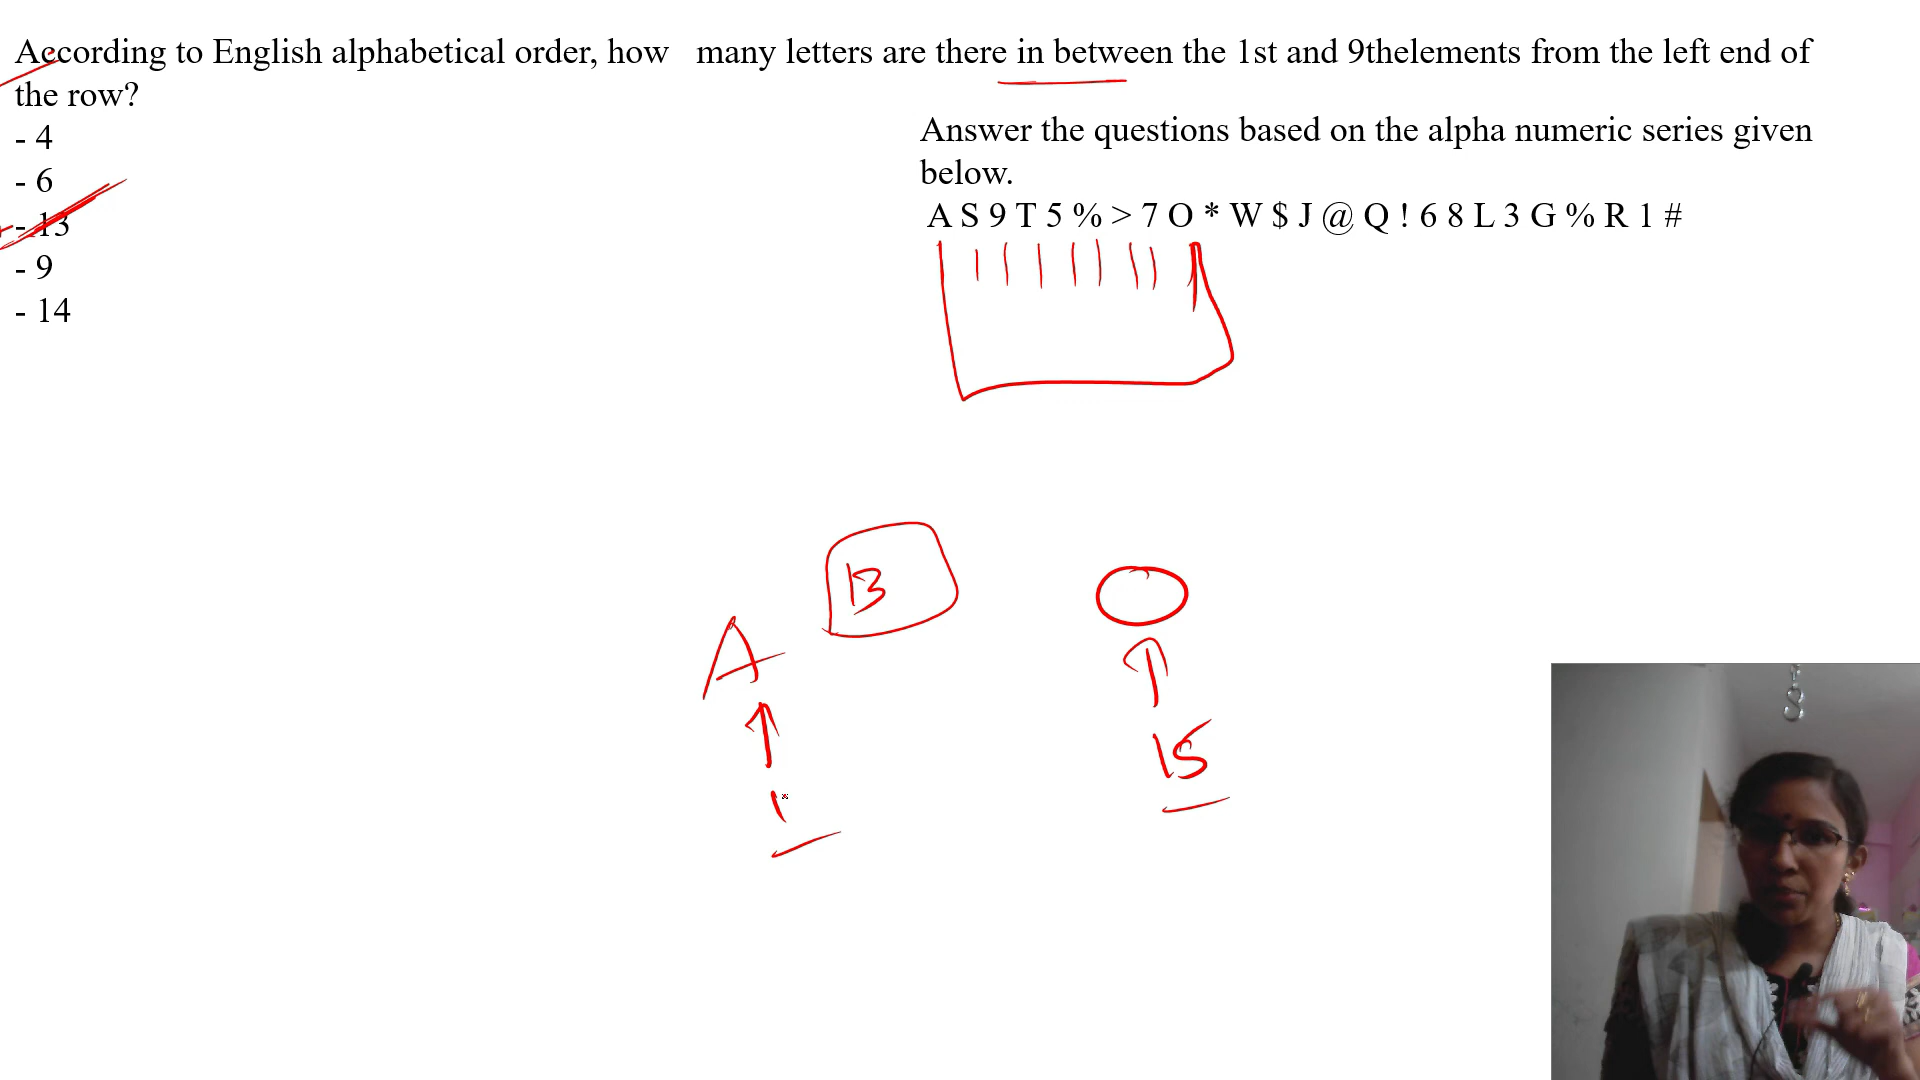 According to English alphabetical order, how many letters are there in between the 1st and 9thelements from the left end of
the row?
- 4
- 6
- 13
- 9
- 14
Answer the questions based on the alpha numeric series given
below.
A S 9 T 5 % > 7 O * W $ J @ Q ! 6 8 L 3 G % R 1 #
13
A
O
15
1